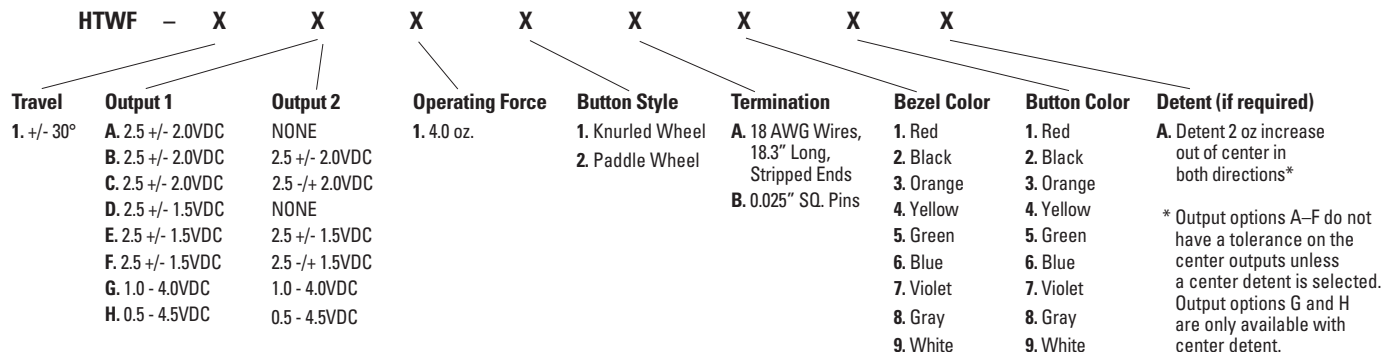 HTWF – X X X X X X X X
Travel
1. +/- 30°
Output 1
A. 2.5 +/- 2.0VDC
B. 2.5 +/- 2.0VDC
C. 2.5 +/- 2.0VDC
D. 2.5 +/- 1.5VDC
E. 2.5 +/- 1.5VDC
F. 2.5 +/- 1.5VDC
G. 1.0 - 4.0VDC
H. 0.5 - 4.5VDC
Output 2
NONE
2.5 +/- 2.0VDC
2.5 -/+ 2.0VDC
NONE
2.5 +/- 1.5VDC
2.5 -/+ 1.5VDC
1.0 - 4.0VDC
0.5 - 4.5VDC
Operating Force
1. 4.0 oz.
Button Style
1. Knurled Wheel
2. Paddle Wheel
Termination
A. 18 AWG Wires,
18.3” Long,
Stripped Ends
B. 0.025” SQ. Pins
Bezel Color
1. Red
2. Black
3. Orange
4. Yellow
5. Green
6. Blue
7. Violet
8. Gray
9. White
Button Color
1. Red
2. Black
3. Orange
4. Yellow
5. Green
6. Blue
7. Violet
8. Gray
9. White
Detent (if required)
A. Detent 2 oz increase
out of center in
both directions*
* Output options A–F do not
have a tolerance on the
center outputs unless
a center detent is selected.
Output options G and H
are only available with
center detent.